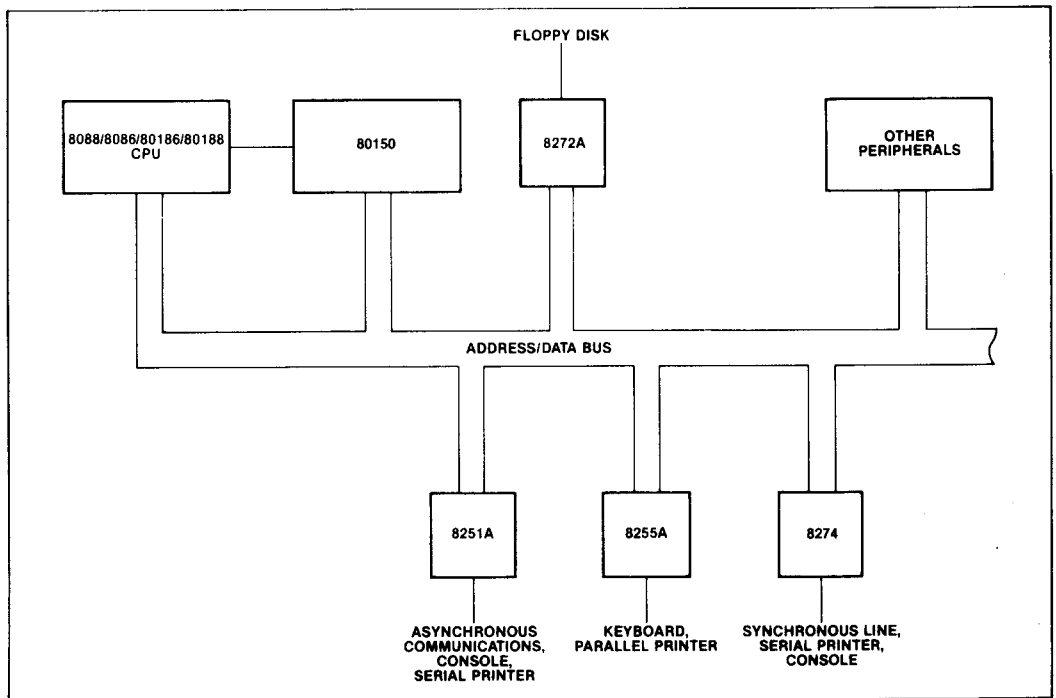 FLOPPY DISK
8088/8086/80186/80188
CPU
80150
8272A
OTHER
PERIPHERALS
ADDRESS/DATA BUS
8251A
8255A
8274
ASYNCHRONOUS
COMMUNICATIONS,
CONSOLE,
SERIAL PRINTER
KEYBOARD,
PARALLEL PRINTER
SYNCHRONOUS LINE,
SERIAL PRINTER,
CONSOLE